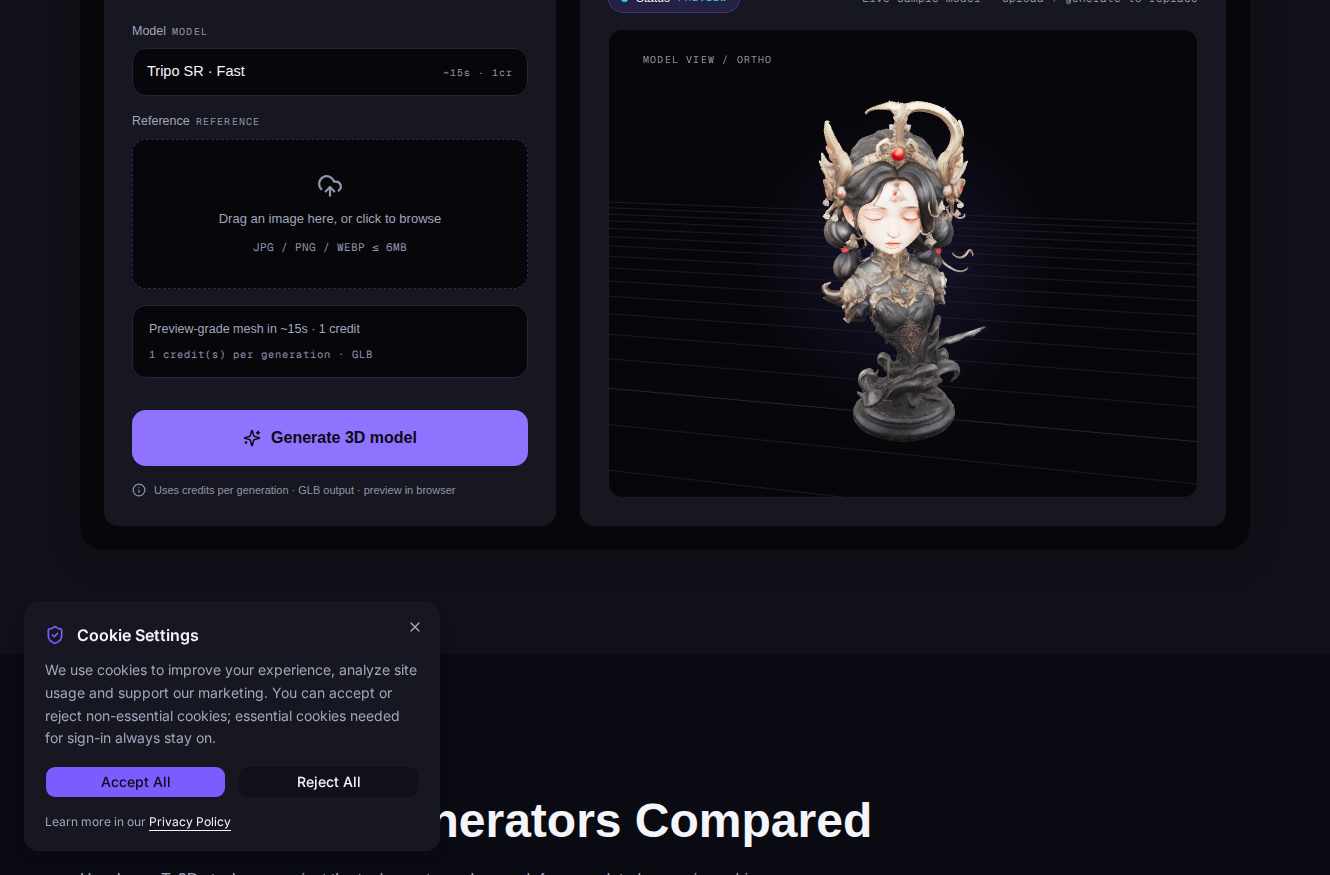 Model MODEL
Tripo SR · Fast
~15s · 1cr
Reference REFERENCE
Drag an image here, or click to browse
JPG / PNG / WEBP ≤ 6MB
Preview-grade mesh in ~15s · 1 credit
1 credit(s) per generation · GLB
Generate 3D model
Uses credits per generation · GLB output · preview in browser
MODEL VIEW / ORTHO
Cookie Settings
We use cookies to improve your experience, analyze site
usage and support our marketing. You can accept or
reject non-essential cookies; essential cookies needed
for sign-in always stay on.
Accept All
Reject All
Learn more in our Privacy Policy
nerators Compared